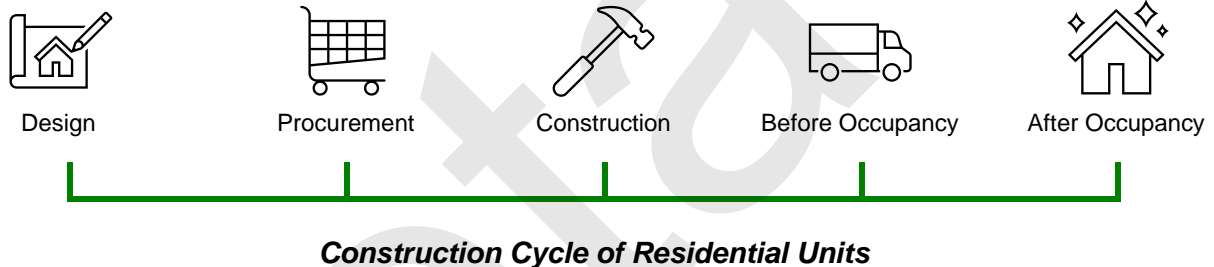 Design
Procurement
Construction
Before Occupancy
After Occupancy
Construction Cycle of Residential Units